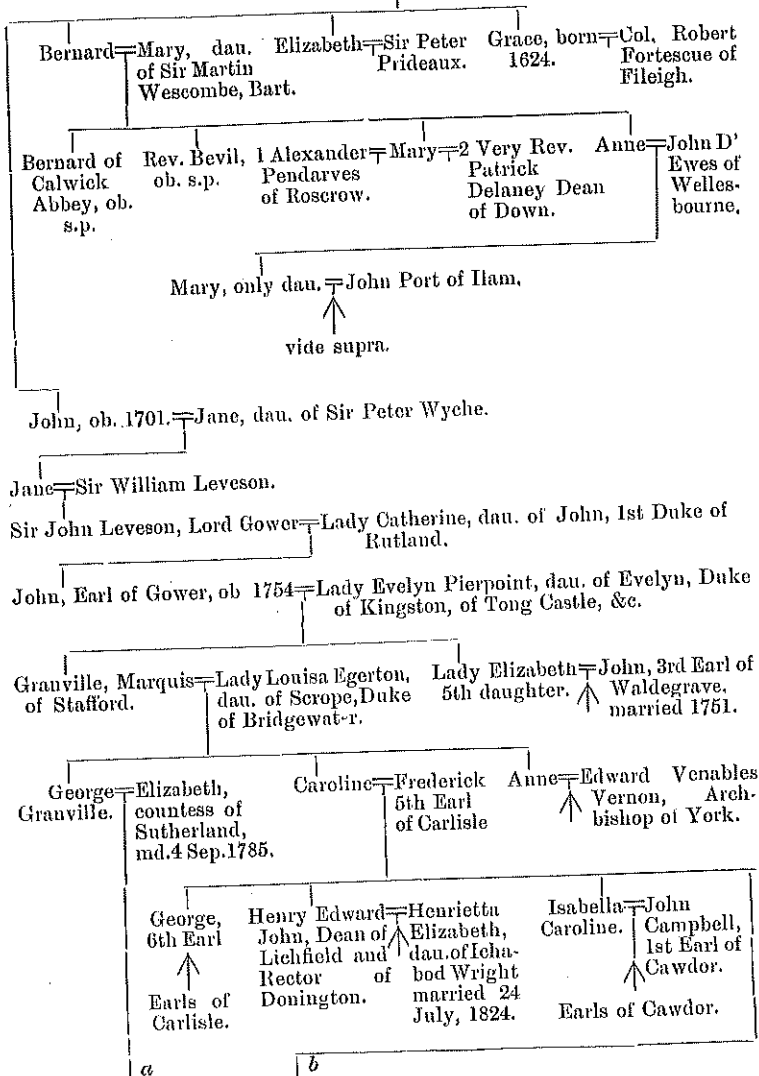 Bernard=Mary, dau. of Sir Martin Wescombe, Bart.
Elizabeth=Sir Peter Prideaux.
Grace, born 1624.=Col. Robert Fortescue of Fileigh.
Bernard of Calwick Abbey, ob. s.p.
Rev. Bevil, ob. s.p.
1 Alexander Pendarves of Roscrow.=Mary=2 Very Rev. Patrick Delaney Dean of Down.
Anne=John D' Ewes of Welles-bourne.
Mary, only dau.=John Port of Ilam.
vide supra.
John, ob. 1701.=Jane, dau. of Sir Peter Wyche.
Jane=Sir William Leveson.
Sir John Leveson, Lord Gower=Lady Catherine, dau. of John, 1st Duke of Rutland.
John, Earl of Gower, ob 1754=Lady Evelyn Pierpoint, dau. of Evelyn, Duke of Kingston, of Tong Castle, &c.
Granville, Marquis of Stafford.=Lady Louisa Egerton, dau. of Scrope, Duke of Bridgewater.
Lady Elizabeth 5th daughter.=John, 3rd Earl of Waldegrave, married 1751.
George Granville.=Elizabeth, countess of Sutherland, md. 4 Sep. 1785.
Caroline=Frederick 5th Earl of Carlisle
Anne=Edward Venables Vernon, Arch-bishop of York.
George, 6th Earl
Earls of Carlisle.
Henry Edward John, Dean of Lichfield and Rector of Donington.=Henrietta Elizabeth, dau. of Icha-bod Wright married 24 July, 1824.
Isabella Caroline.=John Campbell, 1st Earl of Cawdor.
Earls of Cawdor.
a
b